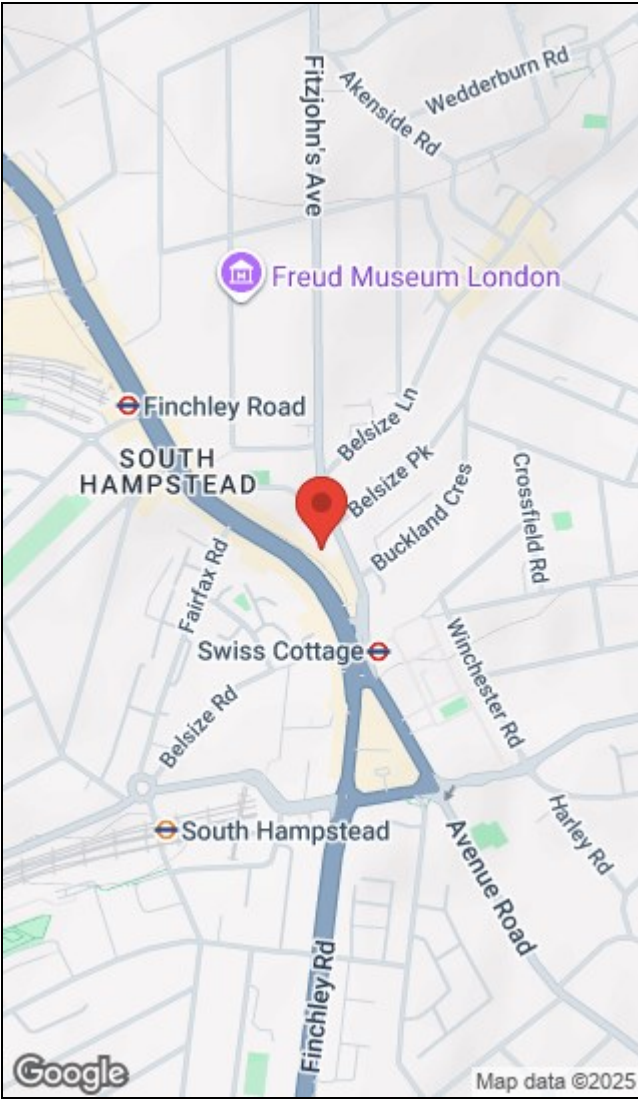 Wedderburn Rd
Akenside Rd
Fitzjohn's Ave
Freud Museum London
Finchley Road
Belsize Ln
SOUTH
HAMPSTEAD
Belsize Pk
Buckland Cres
Crossfield Rd
Fairfax Rd
Swiss Cottage
Winchester Rd
Belsize Rd
South Hampstead
Harley Rd
Avenue Road
Finchley Rd
Google
Map data ©2025